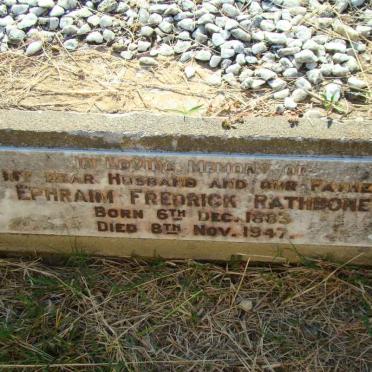 In Loving Memory of
My Dear Husband and our Father
Ephraim Fredrick Rathbone
Born 6th Dec. 1883
Died 8th Nov. 1947.